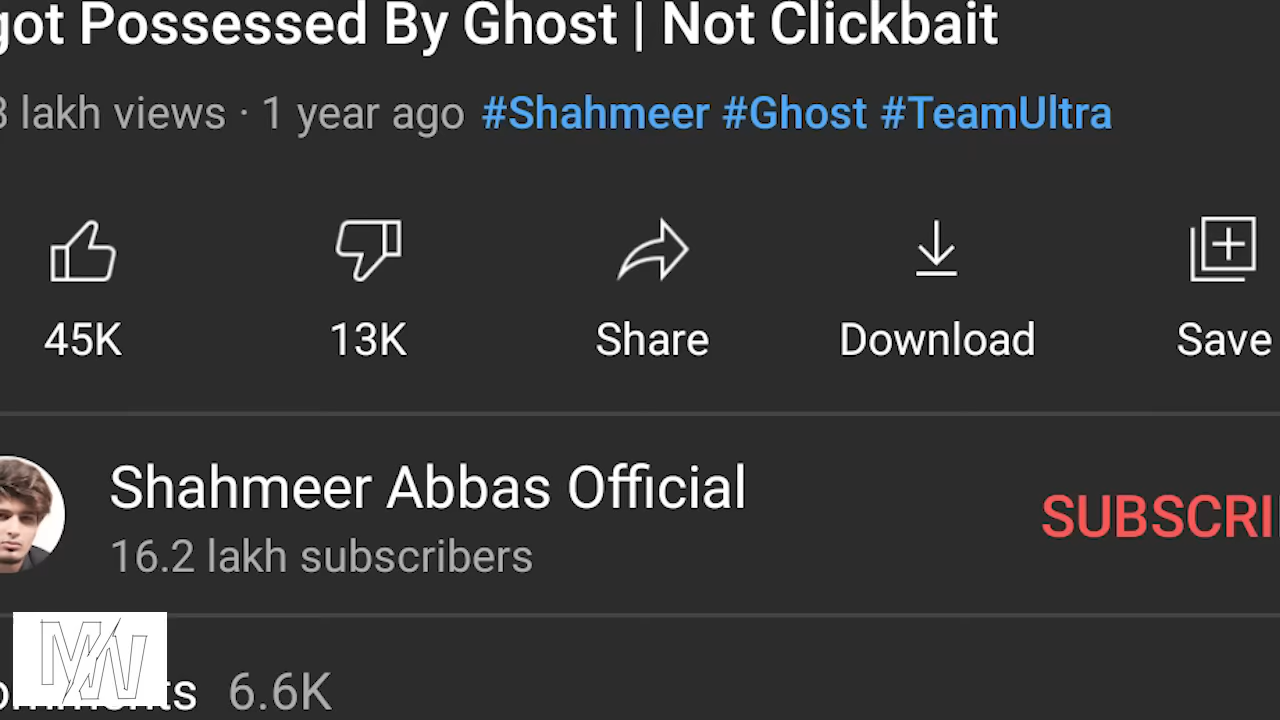 got Possessed By Ghost | Not Clickbait
lakh views · 1 year ago #Shahmeer #Ghost #TeamUltra
45K 13K Share Download Save
Shahmeer Abbas Official
SUBSCRI
16.2 lakh subscribers
MN
6.6K